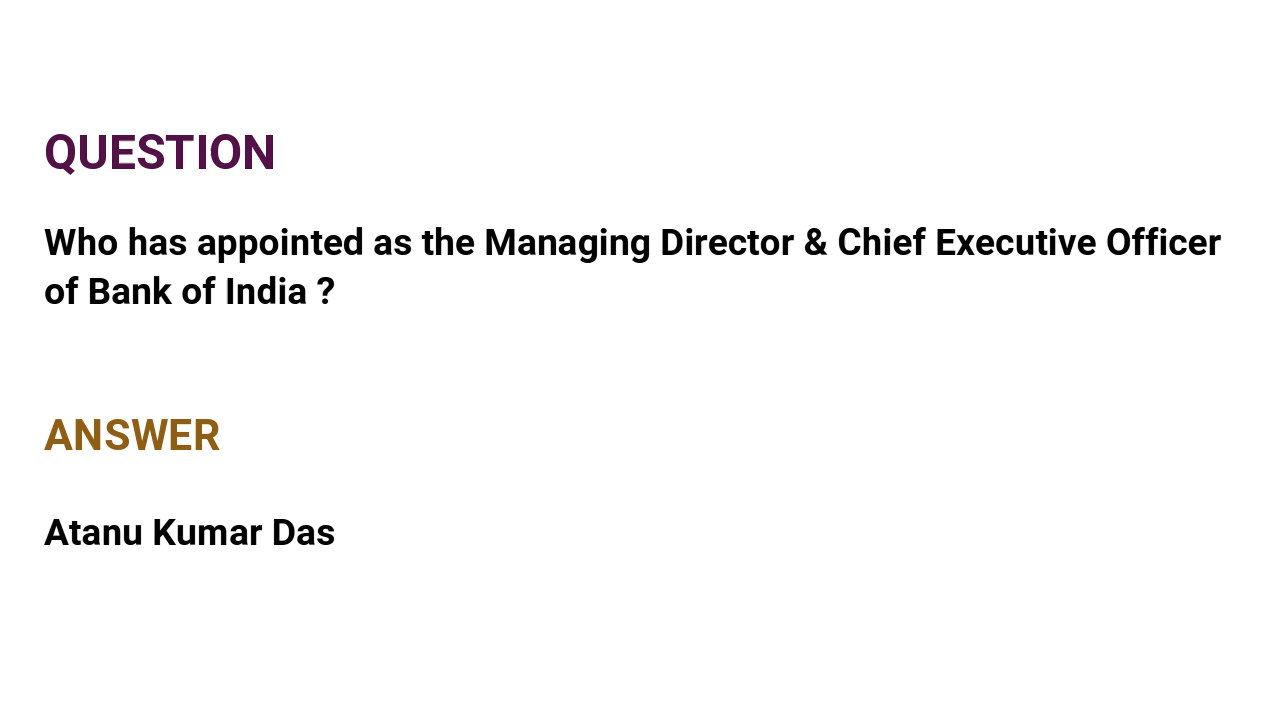 QUESTION
Who has appointed as the Managing Director & Chief Executive Officer
of Bank of India ?
ANSWER
Atanu Kumar Das